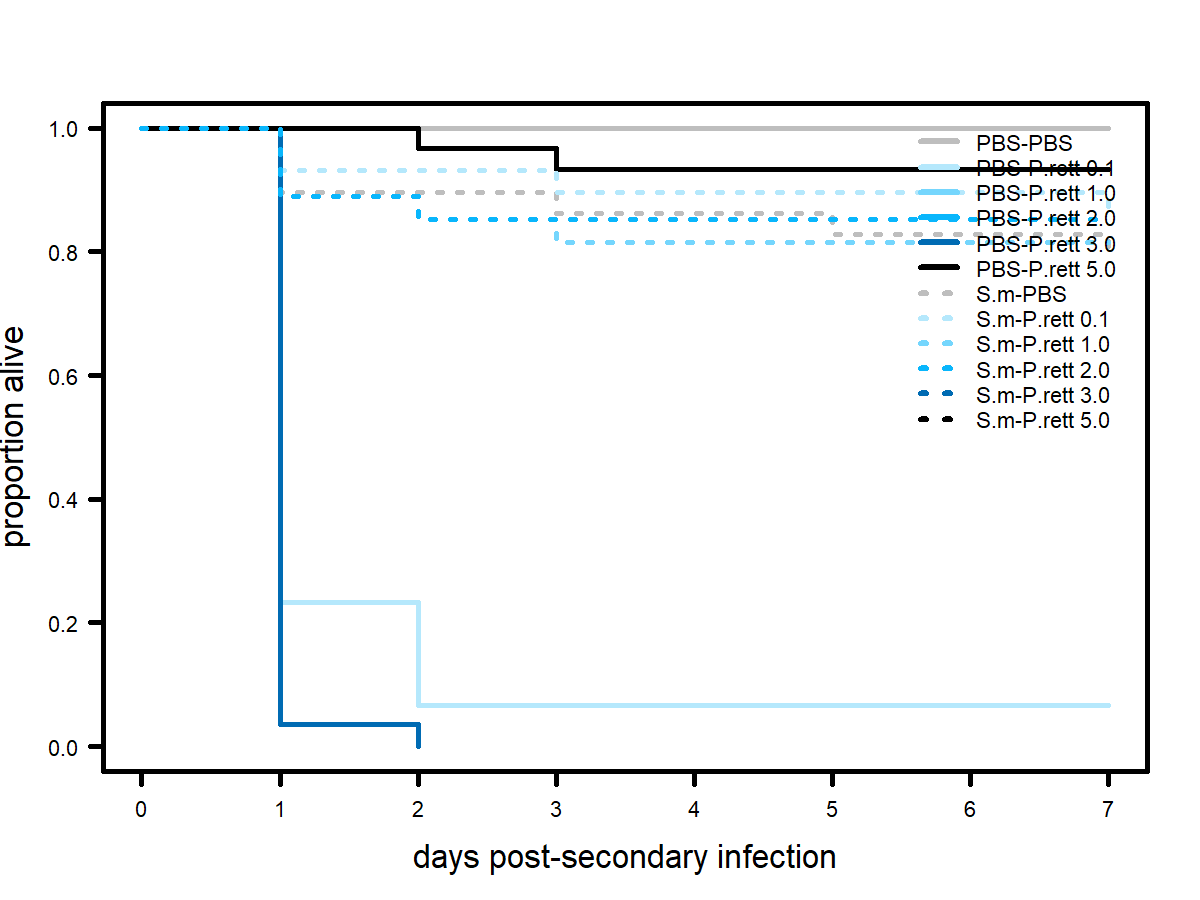 1.0
0.8
0.6
0.4
0.2
0.0
proportion alive
PBS-PBS
PBS-P.rett 0.1
PBS-P.rett 1.0
PBS-P.rett 2.0
PBS-P.rett 3.0
PBS-P.rett 5.0
S.m-PBS
S.m-P.rett 0.1
S.m-P.rett 1.0
S.m-P.rett 2.0
S.m-P.rett 3.0
S.m-P.rett 5.0
0 1 2 3 4 5 6 7
days post-secondary infection